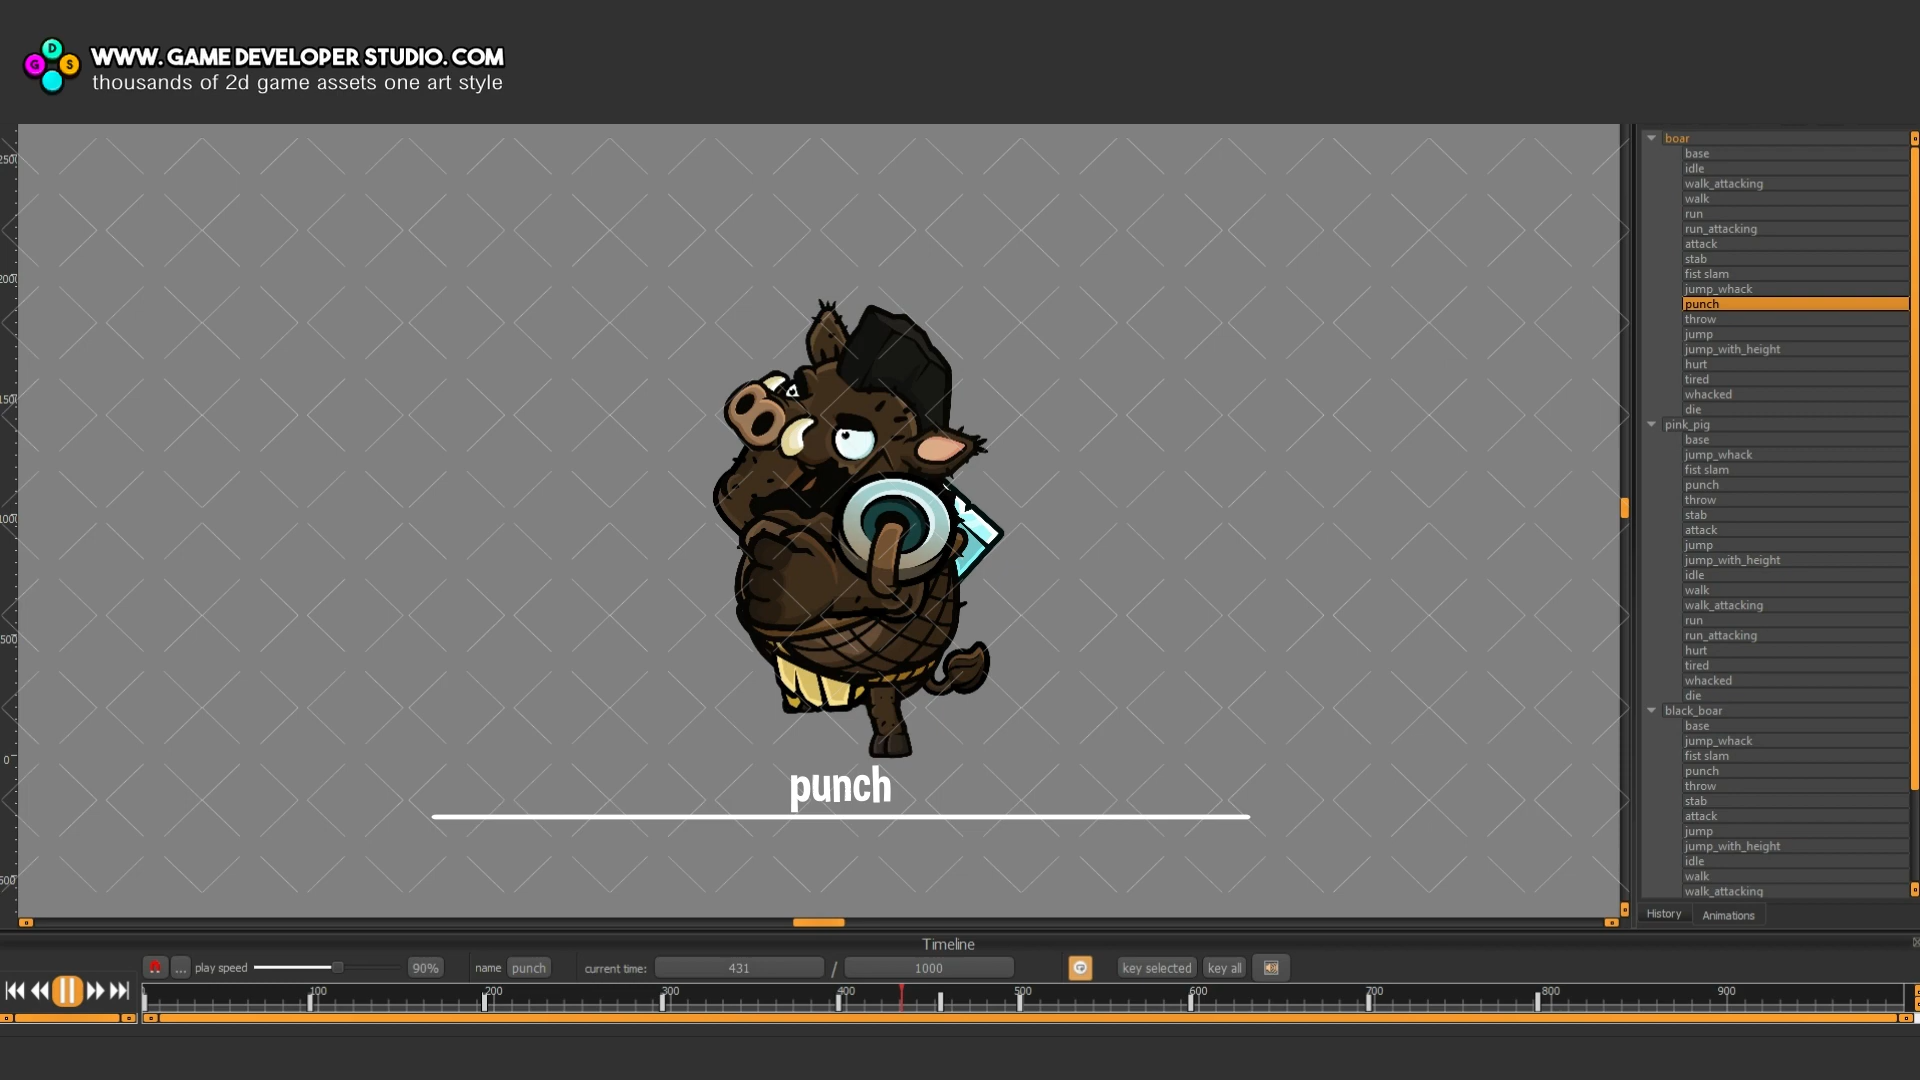 D
G S
WWW. GAME DEVELOPER STUDIO. COM
thousands of 2d game assets one art style
boar
base
idle
walk_attacking
walk
run
run_attacking
attack
stab
fist slam
jump_whack
punch
throw
jump
jump_with_height
hurt
tired
whacked
die
pink_pig
base
jump_whack
fist slam
punch
throw
stab
attack
jump
jump_with_height
idle
walk
walk_attacking
run
run_attacking
hurt
tired
whacked
die
black_boar
base
jump_whack
fist slam
punch
throw
stab
attack
jump
jump_with_height
idle
walk
walk_attacking
History Animations
punch
Timeline
... play speed 90% name punch current time: 431 / 1000 key selected key all
100 200 300 400 500 600 700 800 900